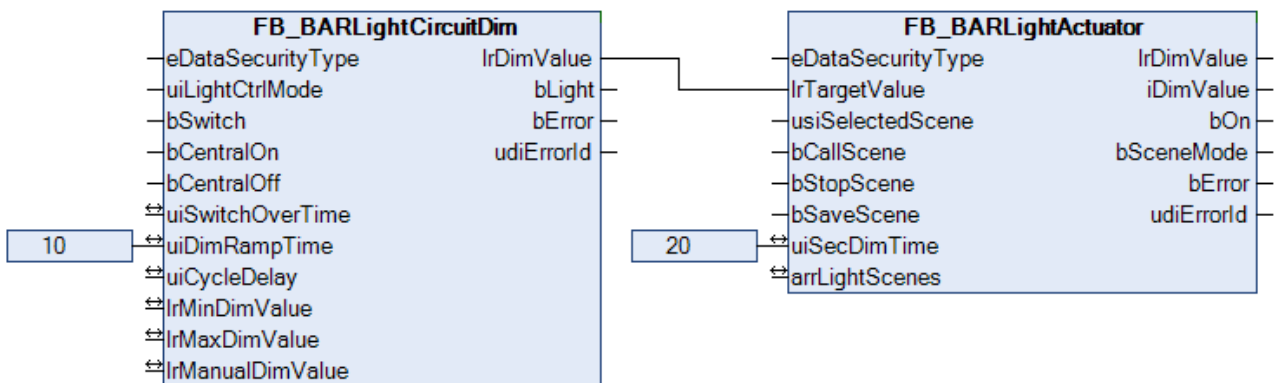 FB_BARLightCircuitDim
eDataSecurityType lrDimValue
uiLightCtrlMode bLight
bSwitch bError
bCentralOn udiErrorId
bCentralOff
uiSwitchOverTime
10 uiDimRampTime
uiCycleDelay
lrMinDimValue
lrMaxDimValue
lrManualDimValue
FB_BARLightActuator
eDataSecurityType lrDimValue
lrTargetValue iDimValue
usiSelectedScene bOn
bCallScene bSceneMode
bStopScene bError
bSaveScene udiErrorId
20 uiSecDimTime
arrLightScenes